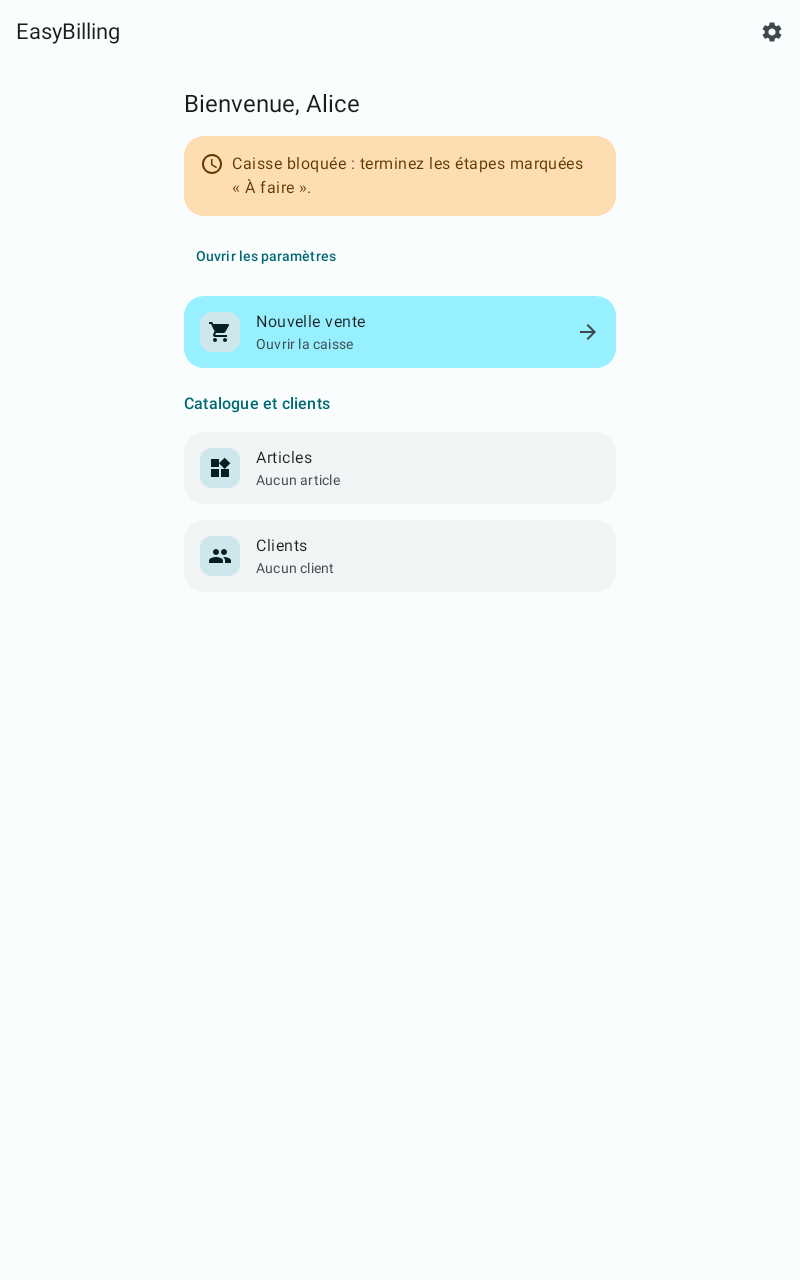 EasyBilling
Bienvenue, Alice
Caisse bloquée : terminez les étapes marquées
« À faire ».
Ouvrir les paramètres
Nouvelle vente
Ouvrir la caisse
Catalogue et clients
Articles
Aucun article
Clients
Aucun client